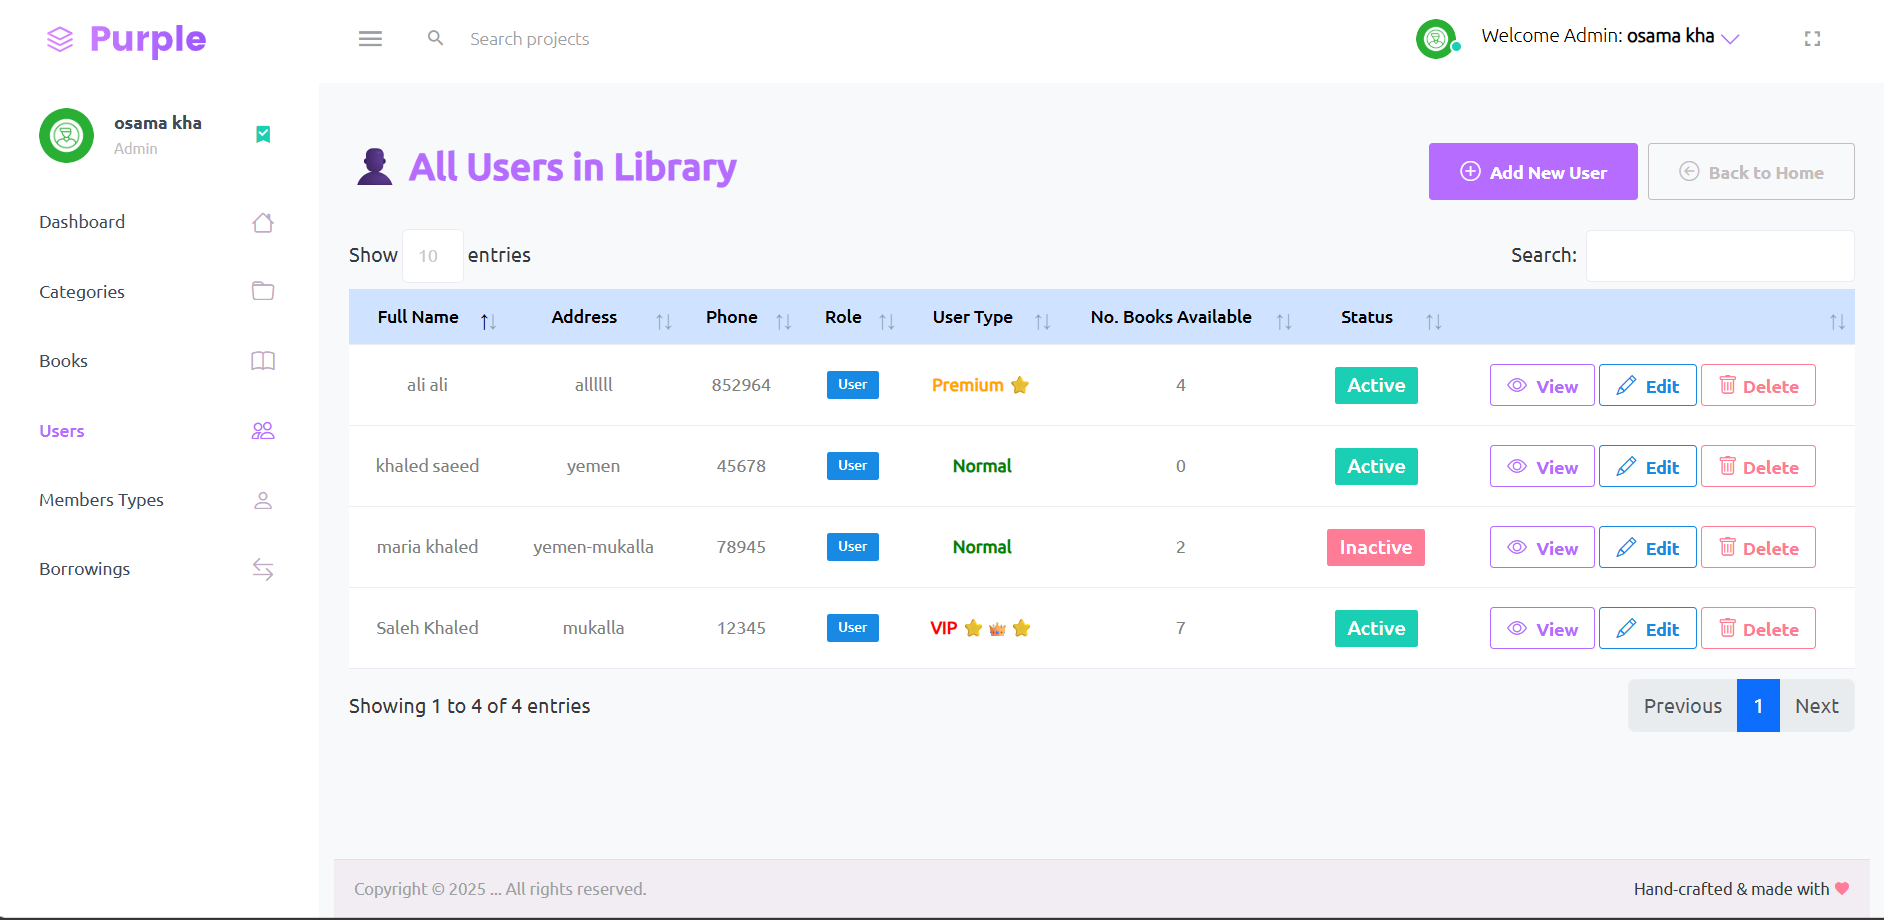 Purple
Search projects
Welcome Admin: osama kha
osama kha
Admin
Dashboard
Categories
Books
Users
Members Types
Borrowings
All Users in Library
Add New User
Back to Home
Show 10 entries
Search:
Full Name Address Phone Role User Type No. Books Available Status
ali ali allllll 852964 User Premium 4 Active View Edit Delete
khaled saeed yemen 45678 User Normal 0 Active View Edit Delete
maria khaled yemen-mukalla 78945 User Normal 2 Inactive View Edit Delete
Saleh Khaled mukalla 12345 User VIP 7 Active View Edit Delete
Showing 1 to 4 of 4 entries
Previous 1 Next
Copyright © 2025 ... All rights reserved.
Hand-crafted & made with